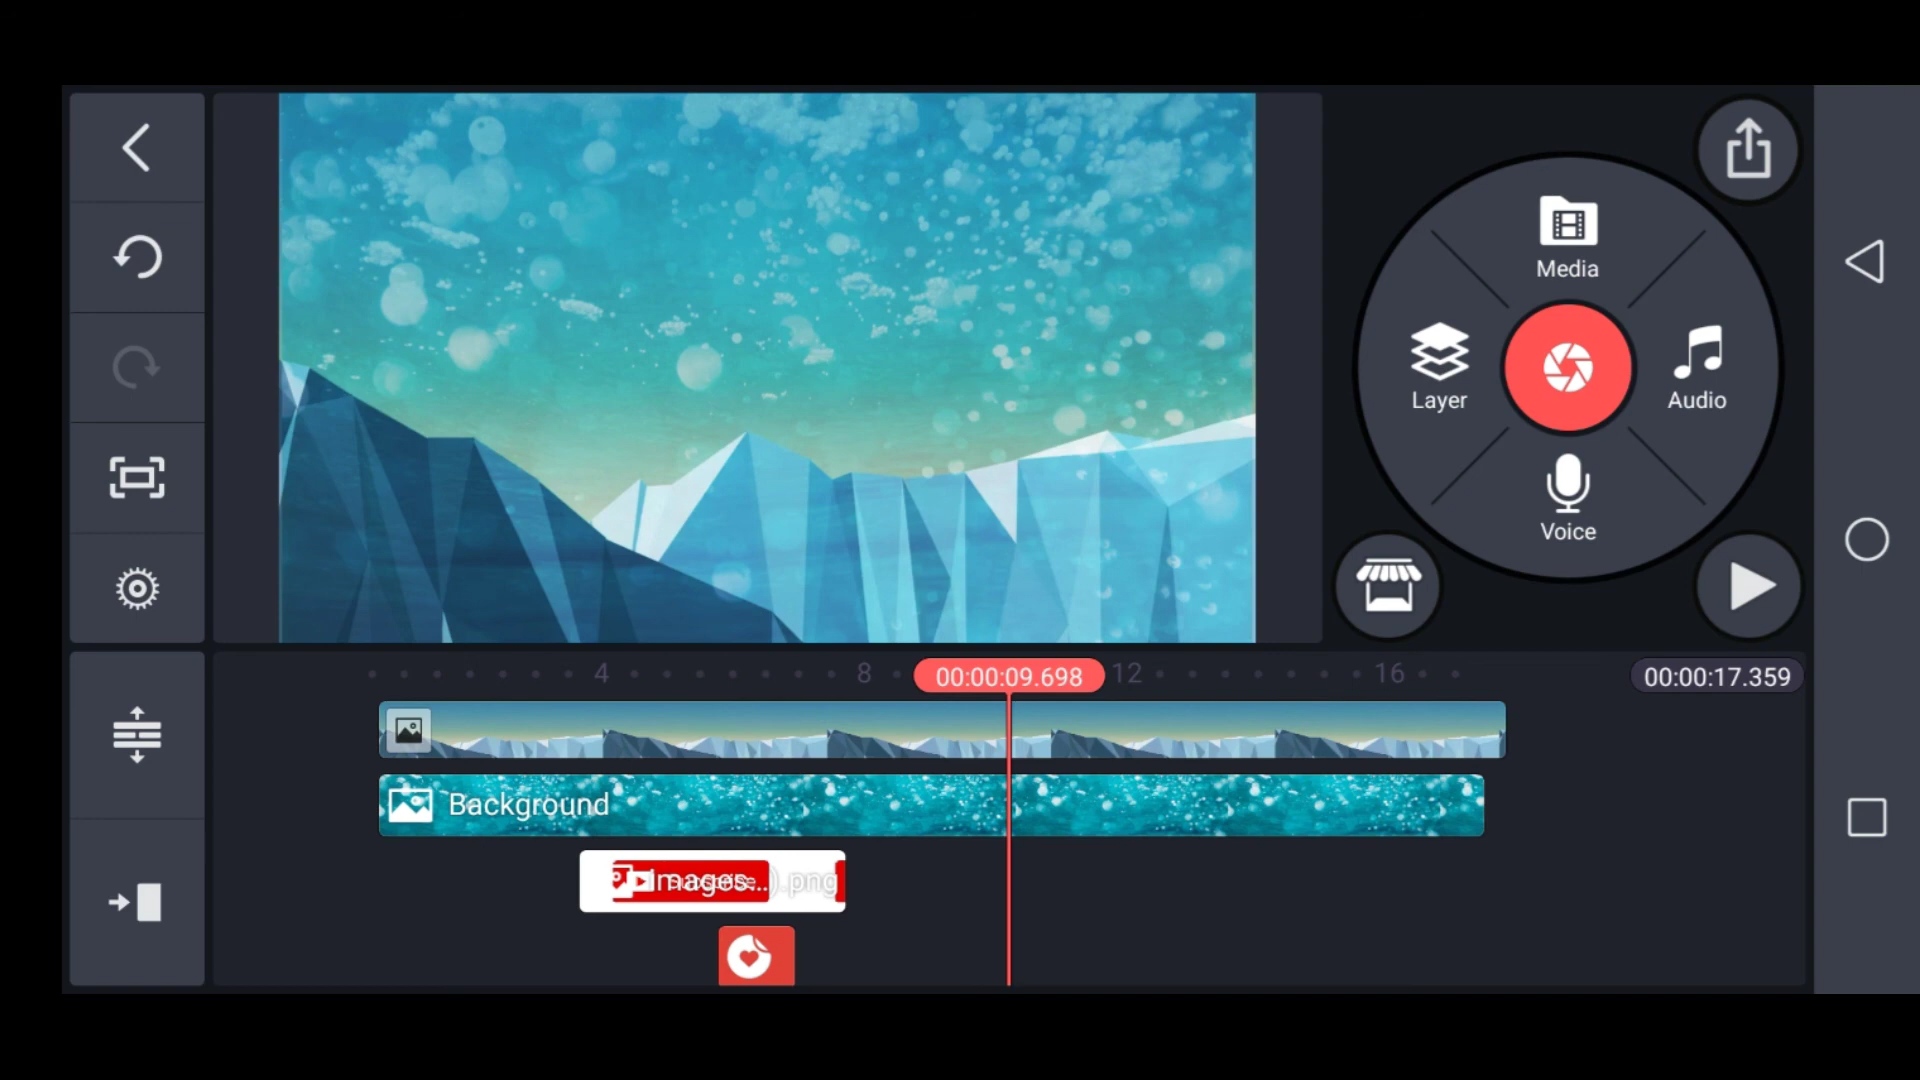 Media
Layer
Audio
Voice
4
8
00:00:09.698
12
16
00:00:17.359
Background
Images...).png